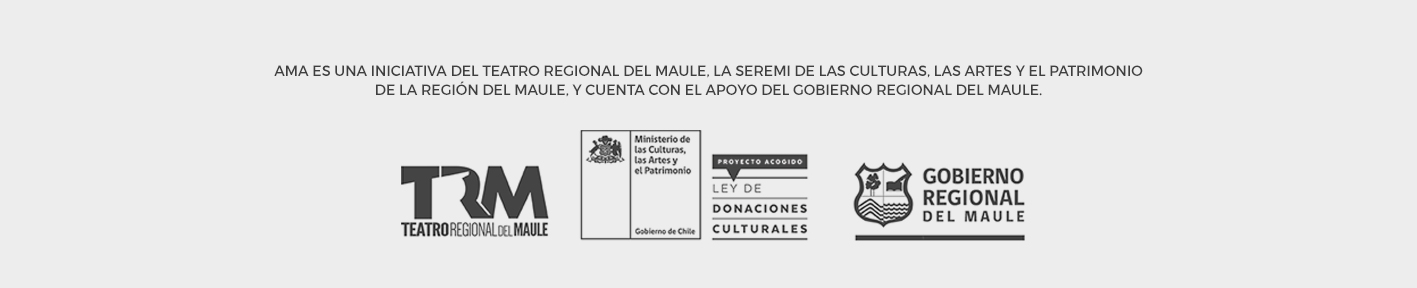 AMA ES UNA INICIATIVA DEL TEATRO REGIONAL DEL MAULE, LA SEREMI DE LAS CULTURAS, LAS ARTES Y EL PATRIMONIO
DE LA REGIÓN DEL MAULE, Y CUENTA CON EL APOYO DEL GOBIERNO REGIONAL DEL MAULE.
TRM
TEATRO REGIONAL DEL MAULE
Ministerio de
las Culturas,
las Artes y
el Patrimonio
Gobierno de Chile
PROYECTO ACOGIDO
LEY DE
DONACIONES
CULTURALES
GOBIERNO
REGIONAL
DEL MAULE